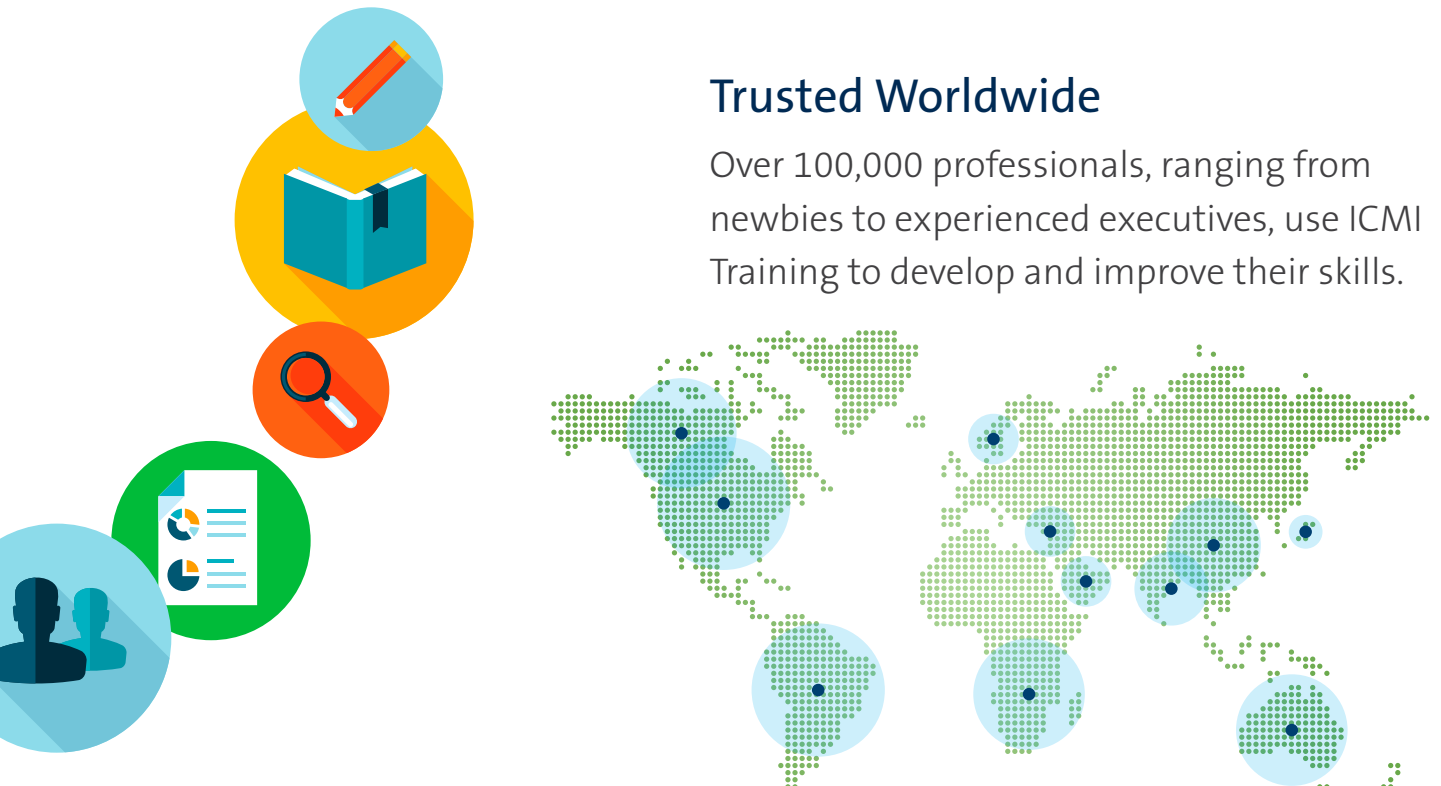 Trusted Worldwide
Over 100,000 professionals, ranging from
newbies to experienced executives, use ICMI
Training to develop and improve their skills.